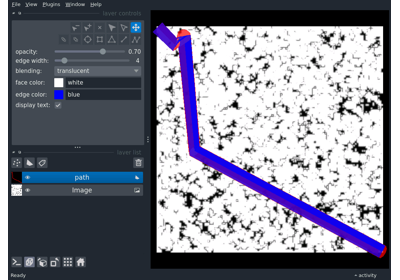 File View Plugins Window Help
layer controls
opacity: 0.70
edge width: 4
blending: translucent
face color: white
edge color: blue
display text:
layer list
path
Image
Ready
activity